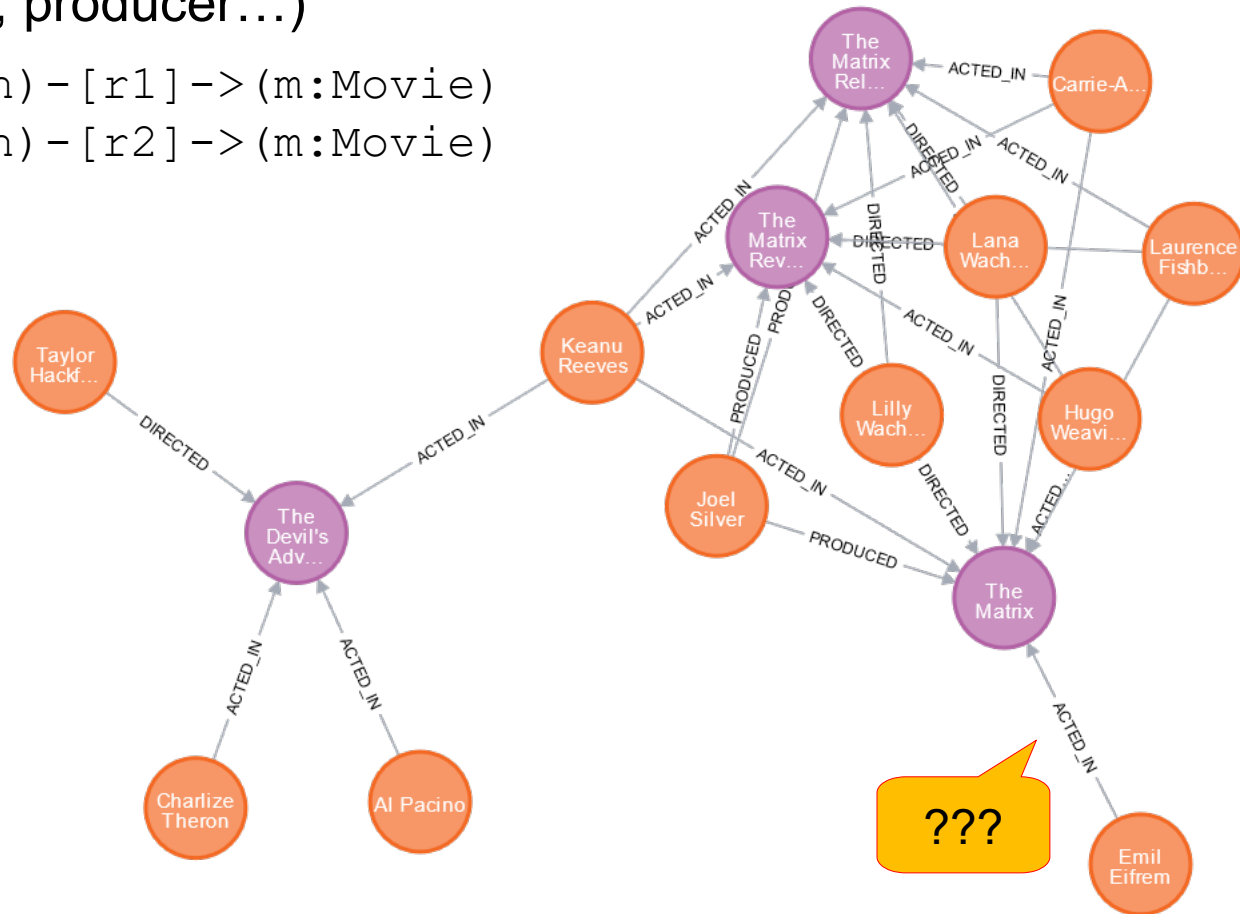 , producer…)
n)-[r1]->(m:Movie)
n)-[r2]->(m:Movie)
The
Matrix
Rel...
ACTED_IN
Carrie-A...
DIRECTED
ACTED_IN
ACTED_IN
ACTED_IN
The
Matrix
Rev...
DIRECTED
DIRECTED
Lana
Wach...
Laurence
Fishb...
ACTED_IN
PROD
DIRECTED
ACTED_IN
ACTED_IN
Taylor
Hackf...
Keanu
Reeves
PRODUCED
DIRECTED
Lilly
Wach...
Hugo
Weavi...
DIRECTED
ACTED_IN
ACTED_IN
DIRECTED
ACTED...
Joel
Silver
The
Devil's
Adv...
PRODUCED
The
Matrix
ACTED_IN
ACTED_IN
ACTED_IN
Charlize
Theron
Al Pacino
???
Emil
Eifrem